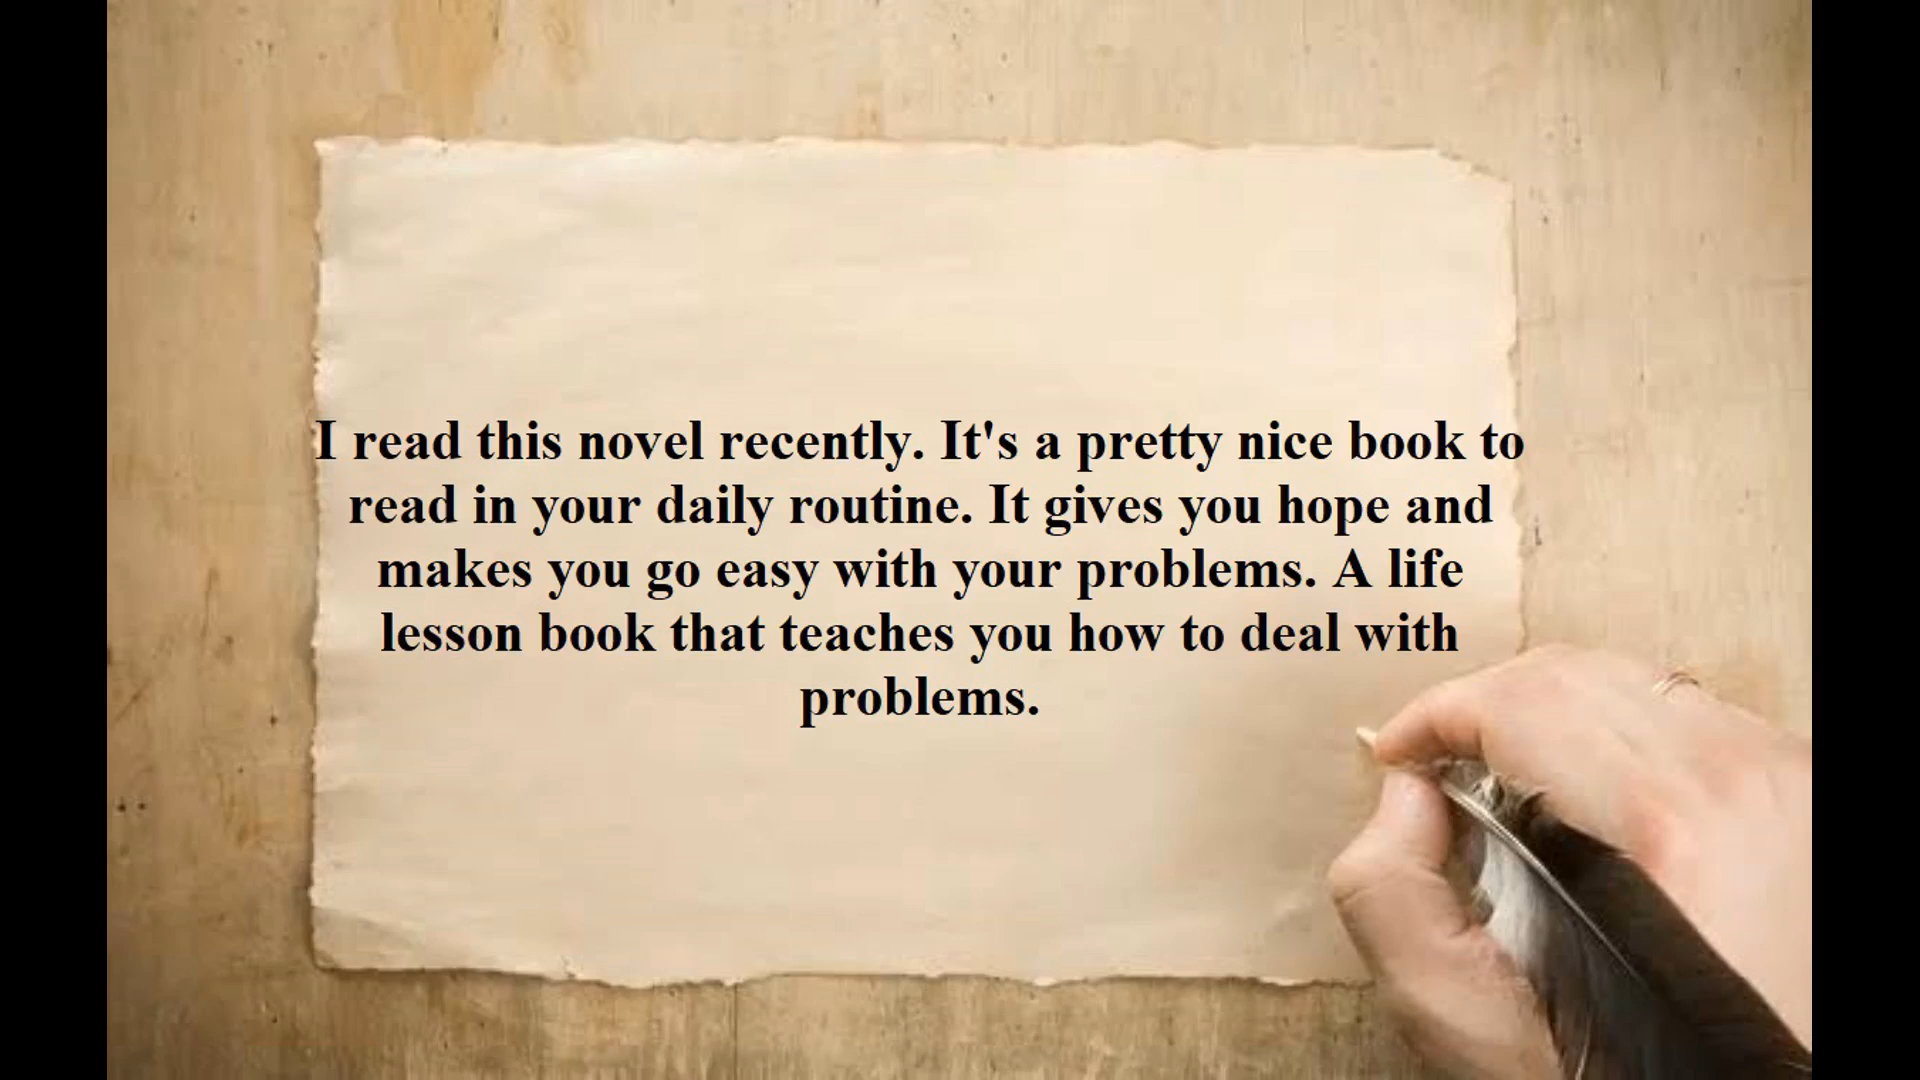 I read this novel recently. It's a pretty nice book to
read in your daily routine. It gives you hope and
makes you go easy with your problems. A life
lesson book that teaches you how to deal with
problems.